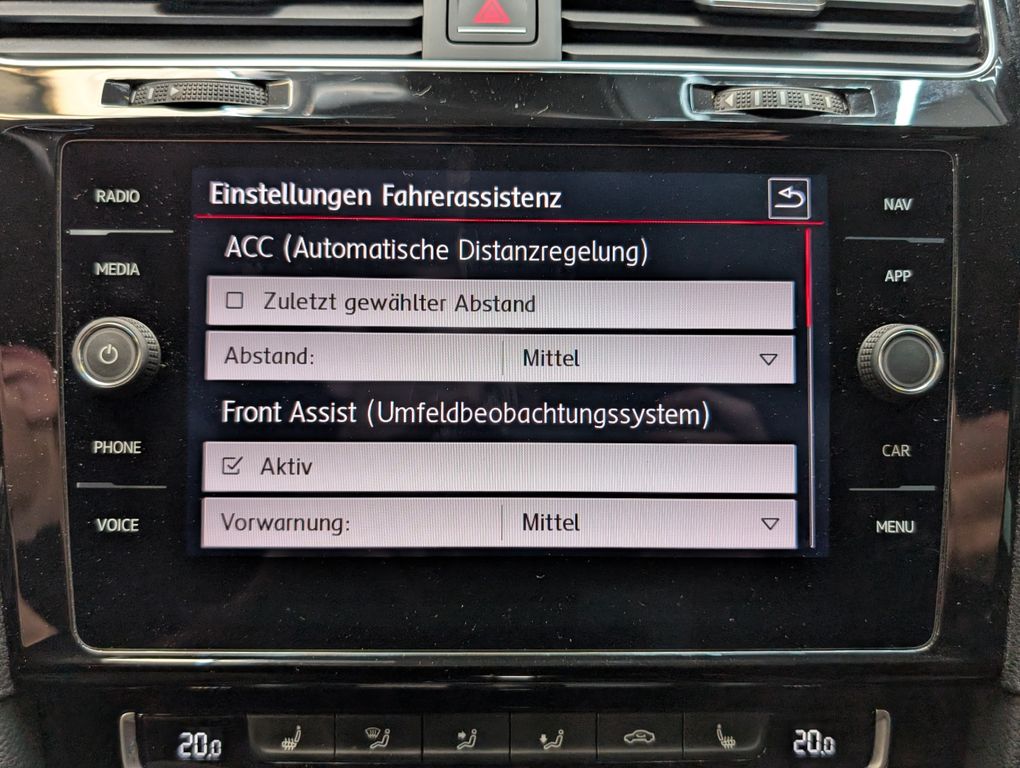 Einstellungen Fahrerassistenz
ACC (Automatische Distanzregelung)
Zuletzt gewählter Abstand
Abstand: Mittel
Front Assist (Umfeldbeobachtungssystem)
Aktiv
Vorwarnung: Mittel
RADIO
MEDIA
PHONE
VOICE
NAV
APP
CAR
MENU
20.0
20.0